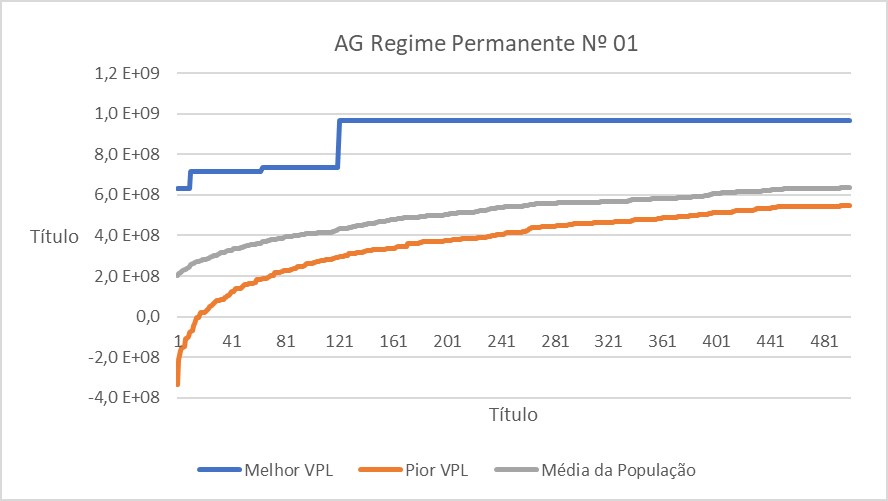 AG Regime Permanente Nº 01
1,2 E+09
1,0 E+09
8,0 E+08
6,0 E+08
Título
4,0 E+08
2,0 E+08
0,0
1 41 81 121 161 201 241 281 321 361 401 441 481
-2,0 E+08
-4,0 E+08
Título
Melhor VPL Pior VPL Média da População